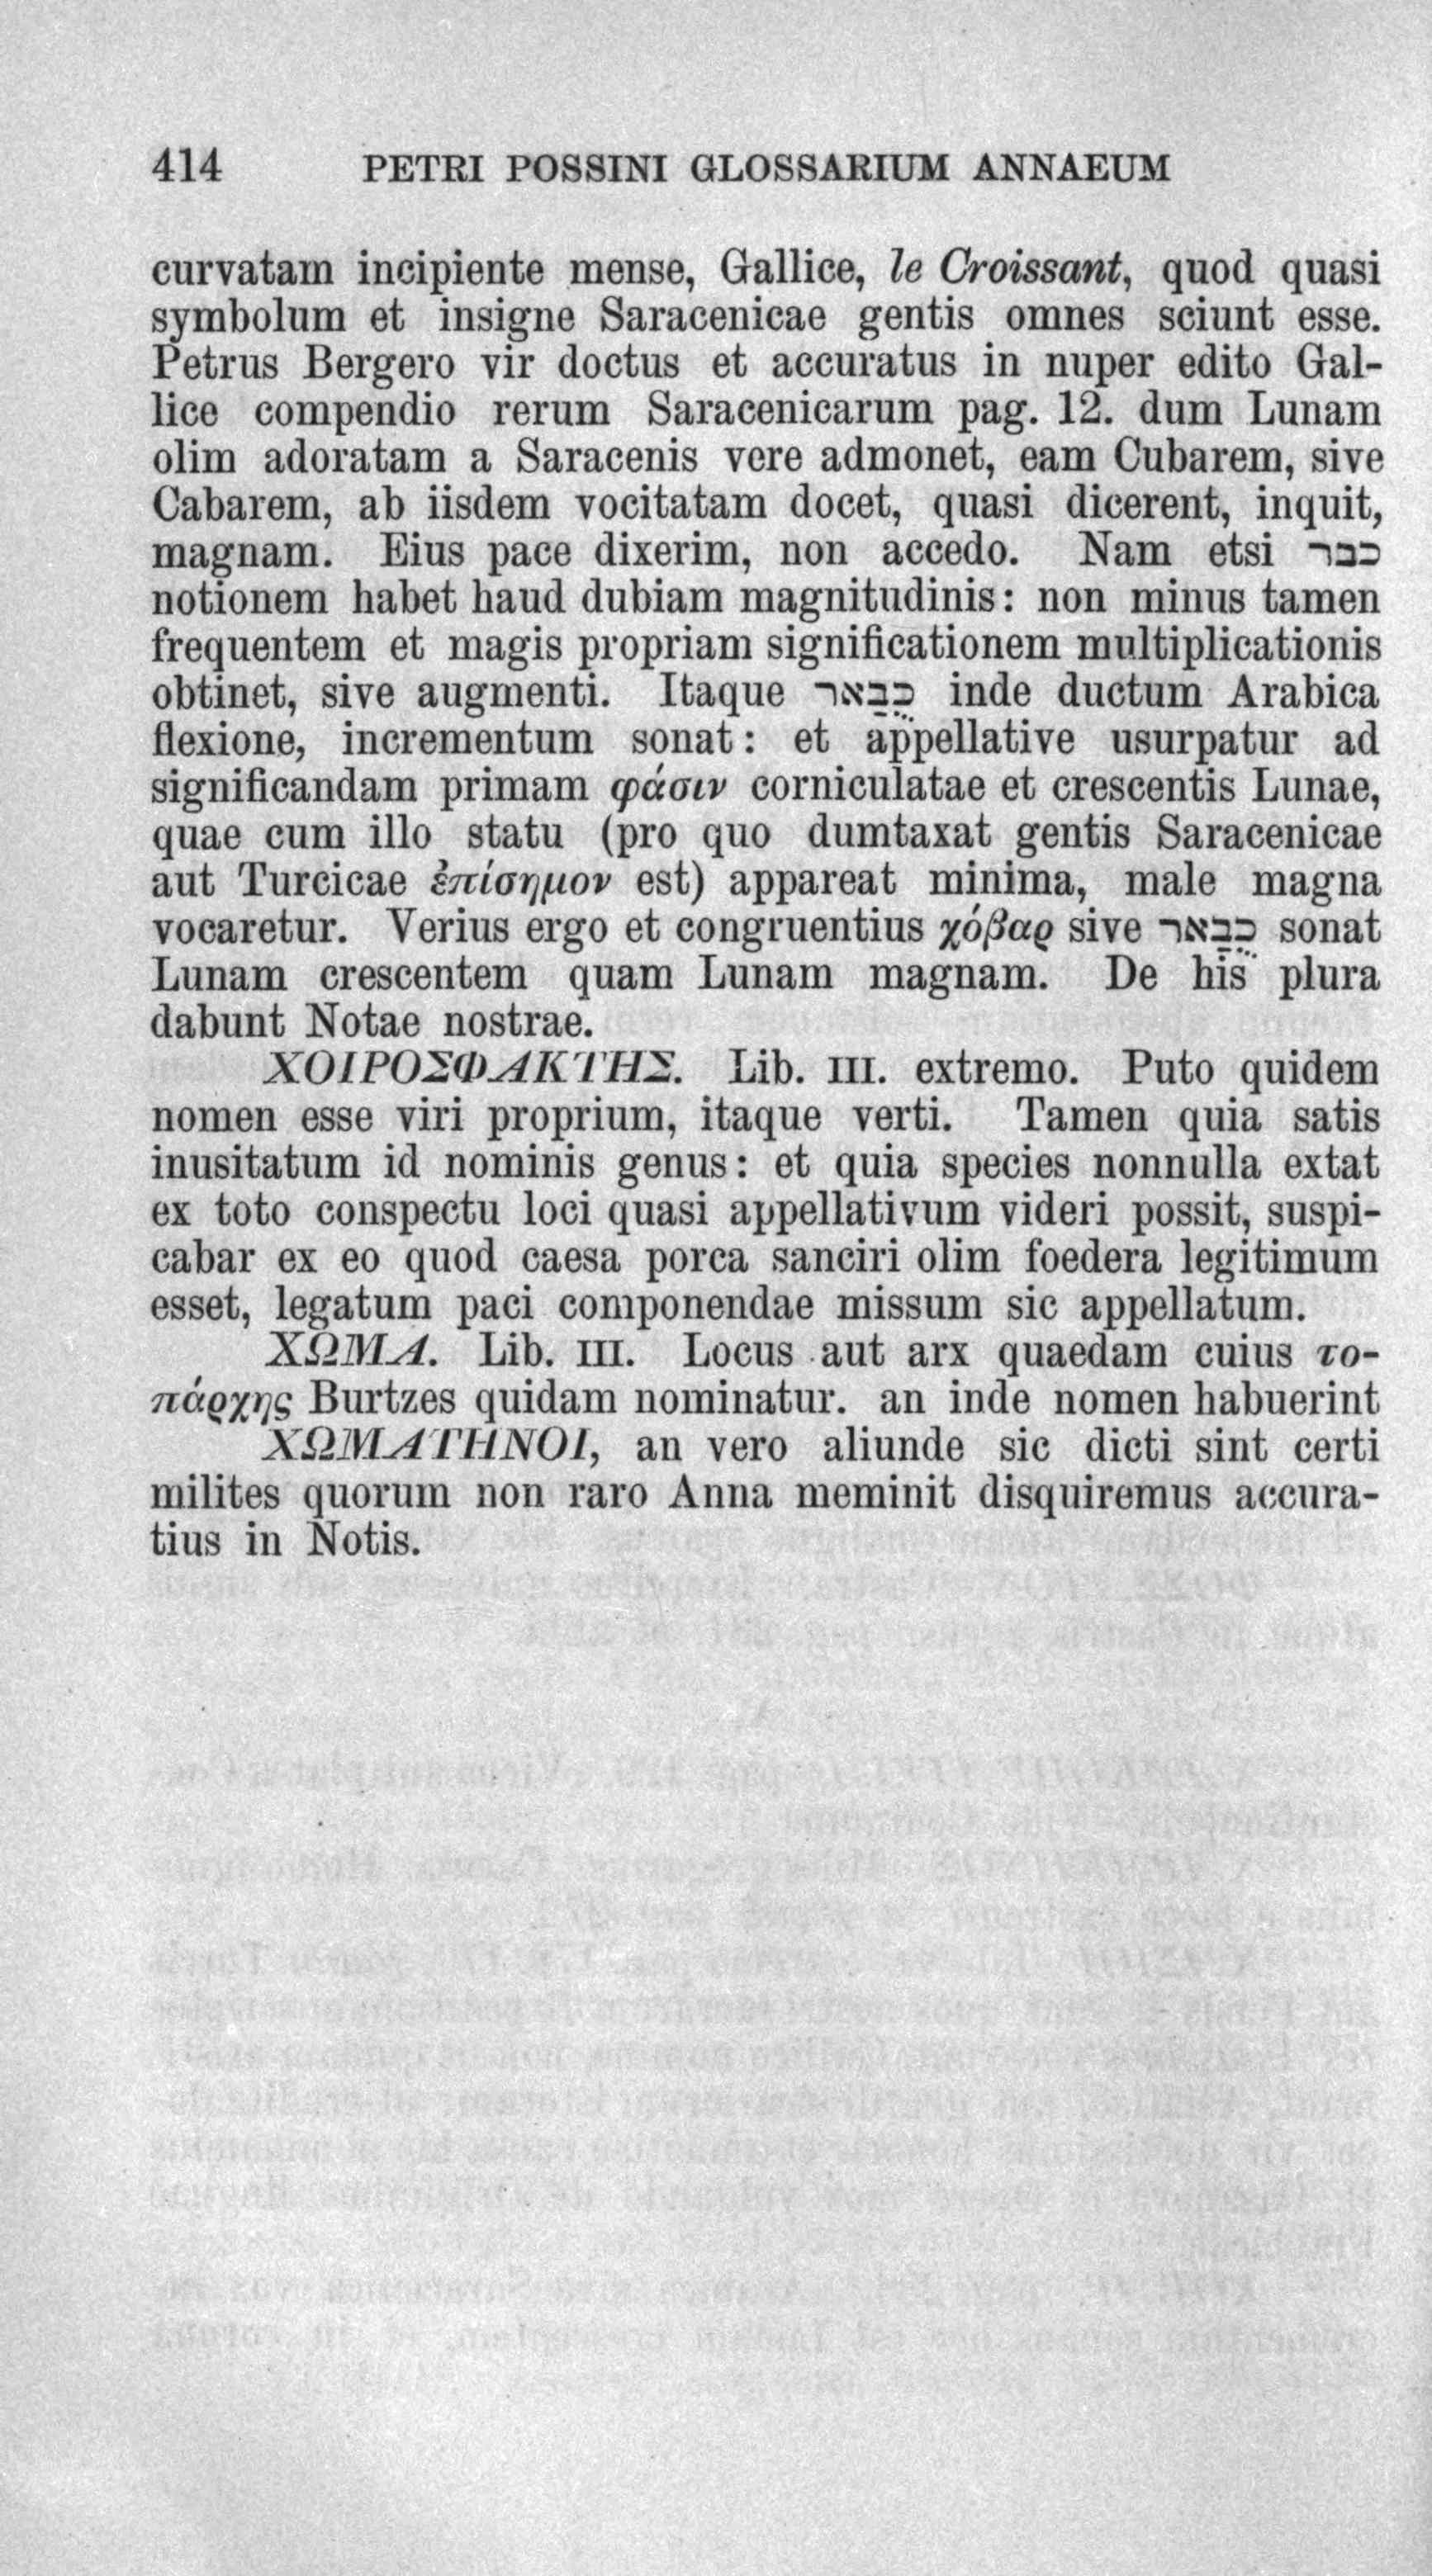 414 PETRI POSSINI GLOSSARIUM ANNAEUM
curvatam incipiente mense, Gallice, le Croissant, quod quasi
symbolum et insigne Saracenicae gentis omnes sciunt esse.
Petrus Bergero vir doctus et accuratus in nuper edito Gal-
lice compendio rerum Saracenicarum pag. 12. dum Lunam
olim adoratam a Saracenis vere admonet, eam Cubarem, sive
Cabarem, ab iisdem vocitatam docet, quasi dicerent, inquit,
magnam. Eius pace dixerim, non accedo. Nam etsi כבר
notionem habet haud dubiam magnitudinis: non minus tamen
frequentem et magis propriam significationem multiplicationis
obtinet, sive augmenti. Itaque כֻבַאר inde ductum Arabica
flexione, incrementum sonat: et appellative usurpatur ad
significandam primam φάσιν corniculatae et crescentis Lunae,
quae cum illo statu (pro quo dumtaxat gentis Saracenicae
aut Turcicae ἐπίσημον est) appareat minima, male magna
vocaretur. Verius ergo et congruentius χόβαρ sive כֻבַאר sonat
Lunam crescentem quam Lunam magnam. De his plura
dabunt Notae nostrae.
ΧΟΙΡΟΣΦΑΚΤΗΣ. Lib. III. extremo. Puto quidem
nomen esse viri proprium, itaque verti. Tamen quia satis
inusitatum id nominis genus: et quia species nonnulla extat
ex toto conspectu loci quasi appellativum videri possit, suspi-
cabar ex eo quod caesa porca sanciri olim foedera legitimum
esset, legatum paci componendae missum sic appellatum.
ΧΩΜΑ. Lib. III. Locus aut arx quaedam cuius το-
πάρχης Burtzes quidam nominatur. an inde nomen habuerint
ΧΩΜΑΤΗΝΟΙ, an vero aliunde sic dicti sint certi
milites quorum non raro Anna meminit disquiremus accura-
tius in Notis.